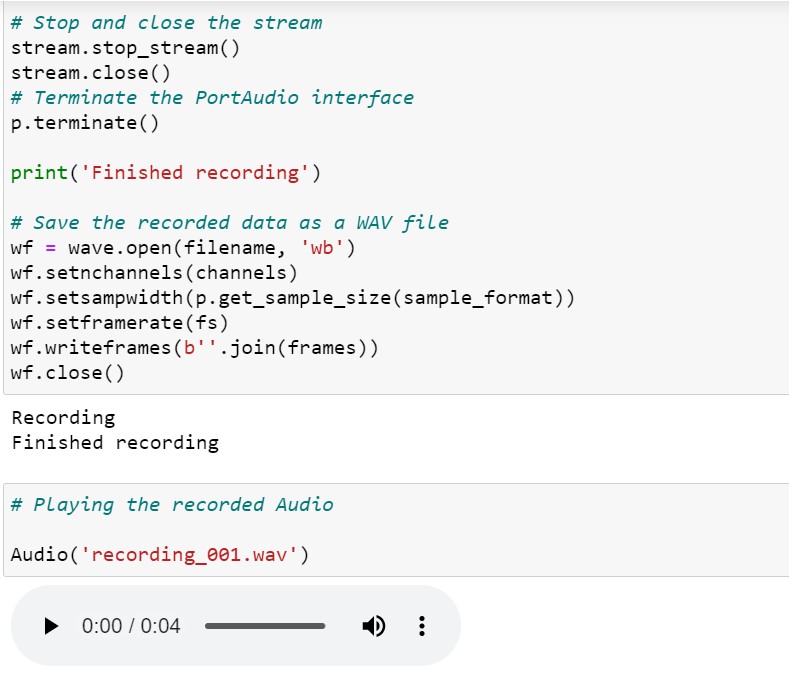 # Stop and close the stream
stream.stop_stream()
stream.close()
# Terminate the PortAudio interface
p.terminate()
print('Finished recording')
# Save the recorded data as a WAV file
wf = wave.open(filename, 'wb')
wf.setnchannels(channels)
wf.setsampwidth(p.get_sample_size(sample_format))
wf.setframerate(fs)
wf.writeframes(b''.join(frames))
wf.close()
Recording
Finished recording
# Playing the recorded Audio
Audio('recording_001.wav')
0:00 / 0:04